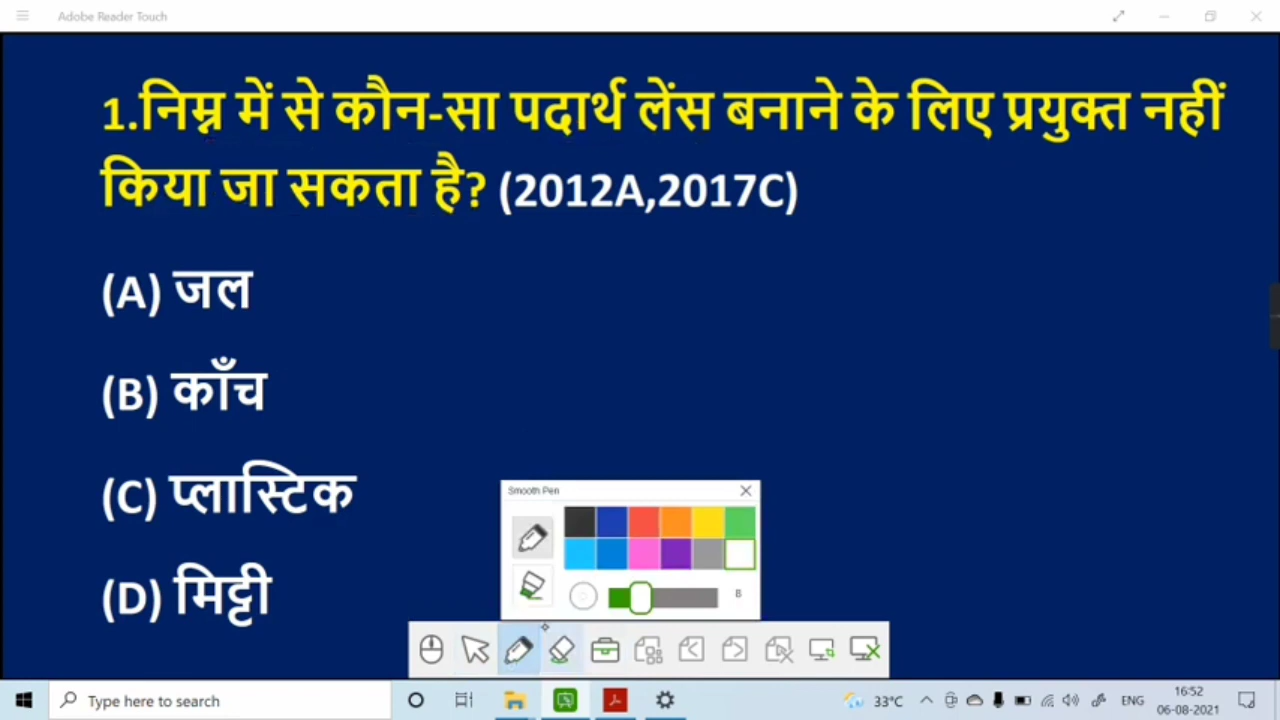 Adobe Reader Touch
1.निम्न में से कौन-सा पदार्थ लेंस बनाने के लिए प्रयुक्त नहीं
किया जा सकता है? (2012A,2017C)
(A) जल
(B) काँच
(C) प्लास्टिक
(D) मिट्टी
Smooth Pen
8
Type here to search
33°C
ENG
16:52
06-08-2021